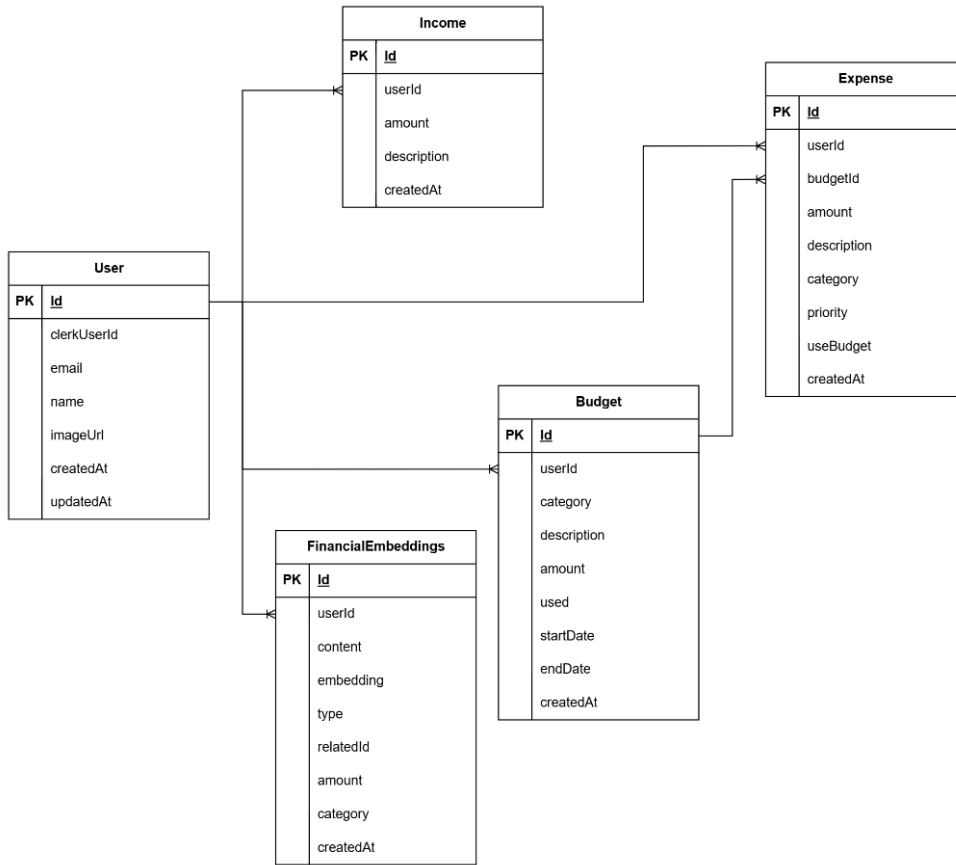 Income
PK Id
userId
amount
description
createdAt
Expense
PK Id
userId
budgetId
amount
description
category
priority
useBudget
createdAt
User
PK Id
clerkUserId
email
name
imageUrl
createdAt
updatedAt
Budget
PK Id
userId
category
description
amount
used
startDate
endDate
createdAt
FinancialEmbeddings
PK Id
userId
content
embedding
type
relatedId
amount
category
createdAt